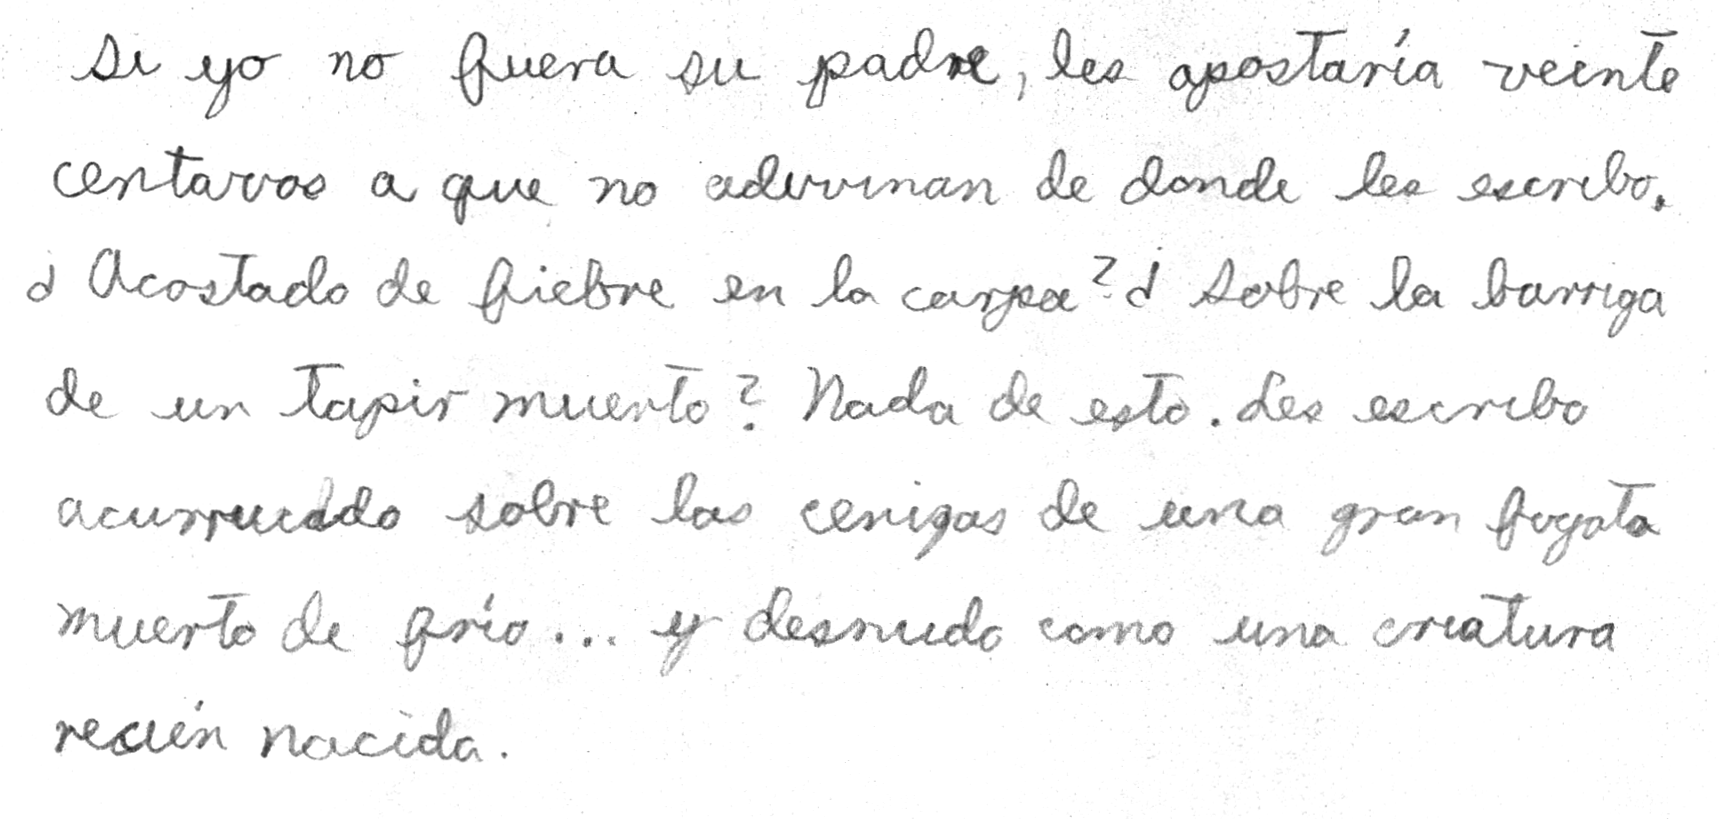 Si yo no fuera su padre, les apostaría veinte
centavos a que no adivinan de donde les escribo.
¿Acostado de fiebre en la carpa? ¿Sobre la barriga
de un tapir muerto? Nada de esto. Les escribo
acurrucado sobre las cenizas de una gran fogata
muerto de frío... y desnudo como una criatura
recién nacida.